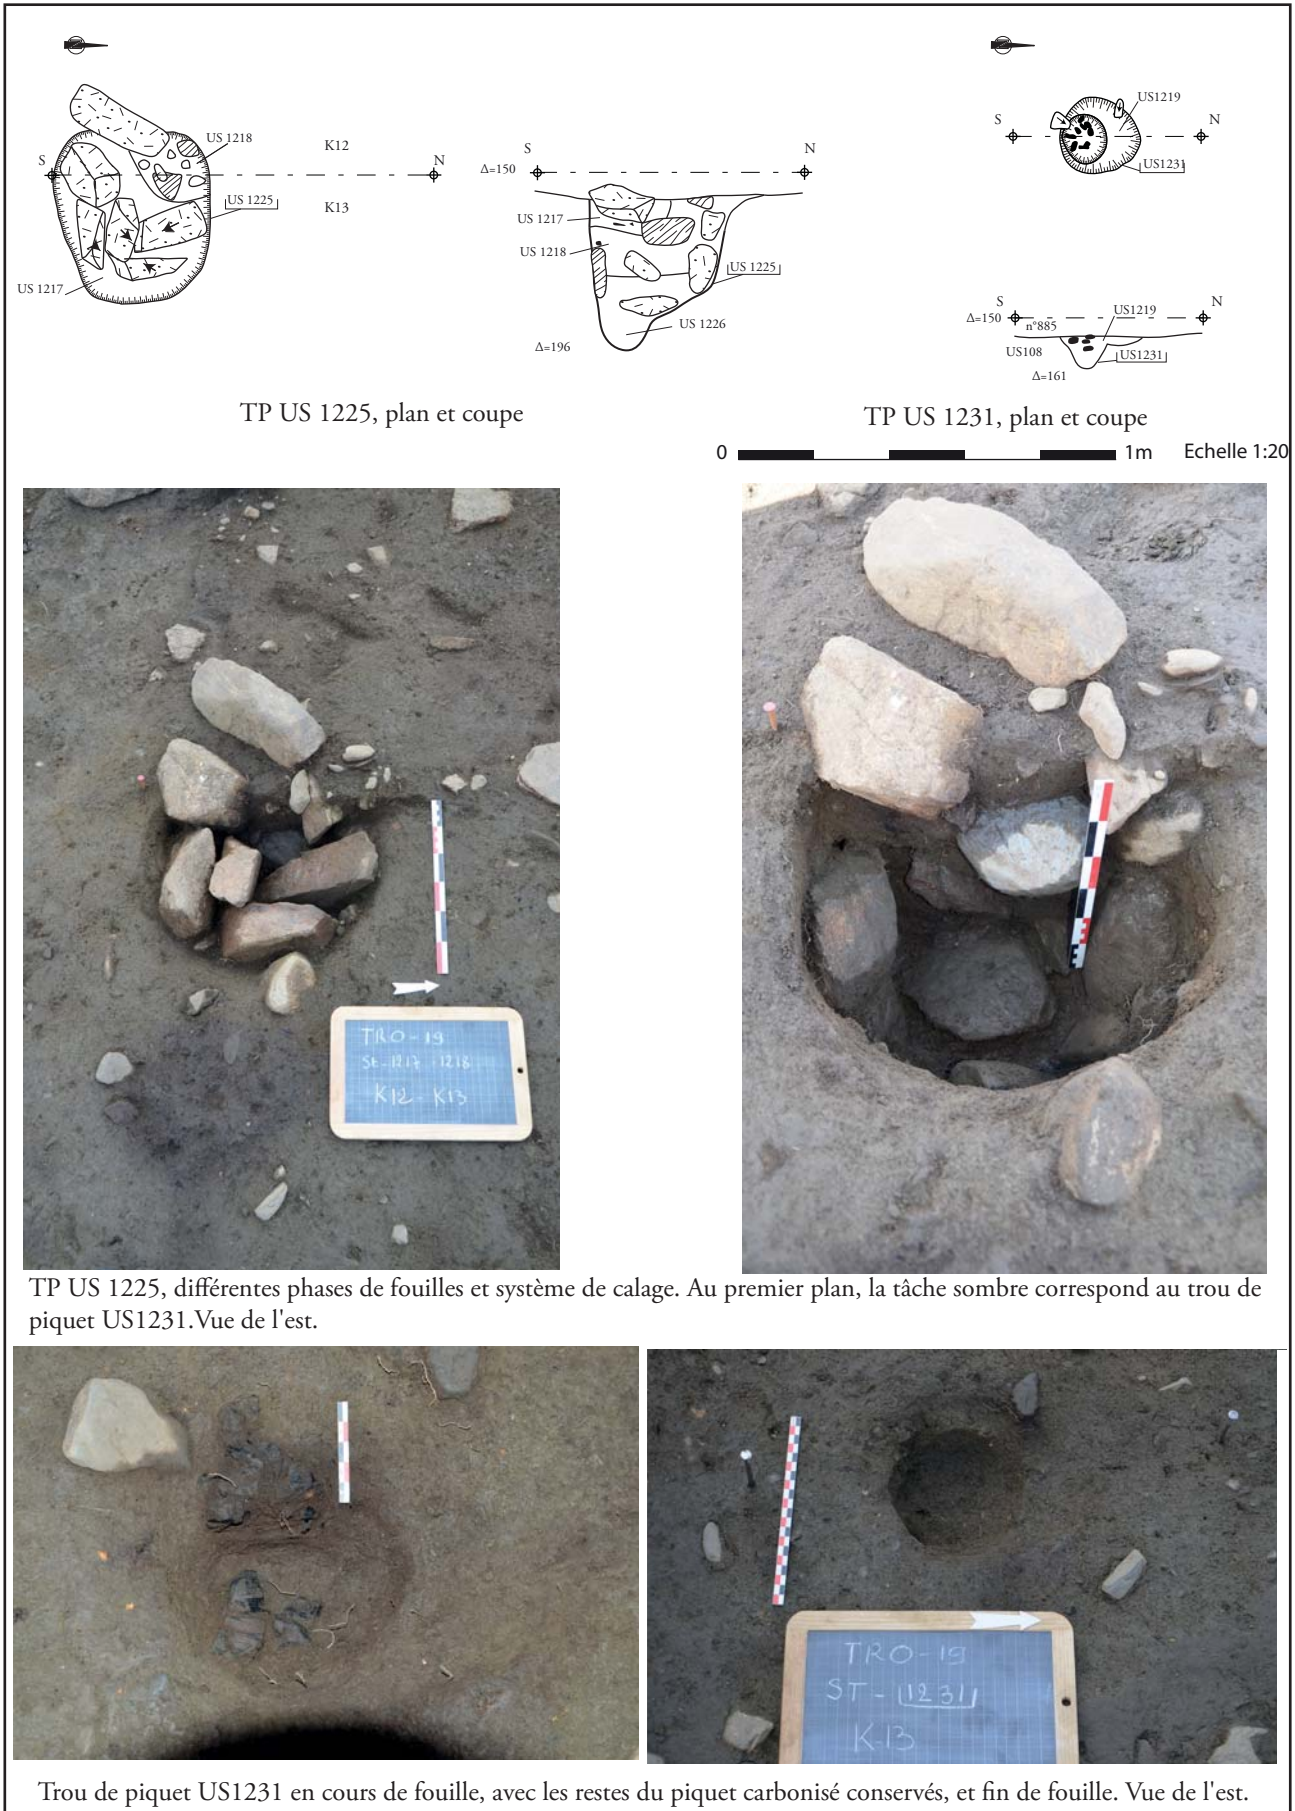 US 1218
K12
S
N
US 1225
K13
US 1217
S
N
Δ=150
US 1217
US 1218
US 1225
US 1226
Δ=196
TP US 1225, plan et coupe
US1219
S
N
US1231
S
N
US1219
Δ=150
n°885
US108
US1231
Δ=161
TP US 1231, plan et coupe
0 1m Echelle 1:20
TRO-19
St-1217 1218
K12-K13
TP US 1225, différentes phases de fouilles et système de calage. Au premier plan, la tâche sombre correspond au trou de
piquet US1231.Vue de l'est.
TRO-19
ST-1231
K13
Trou de piquet US1231 en cours de fouille, avec les restes du piquet carbonisé conservés, et fin de fouille. Vue de l'est.